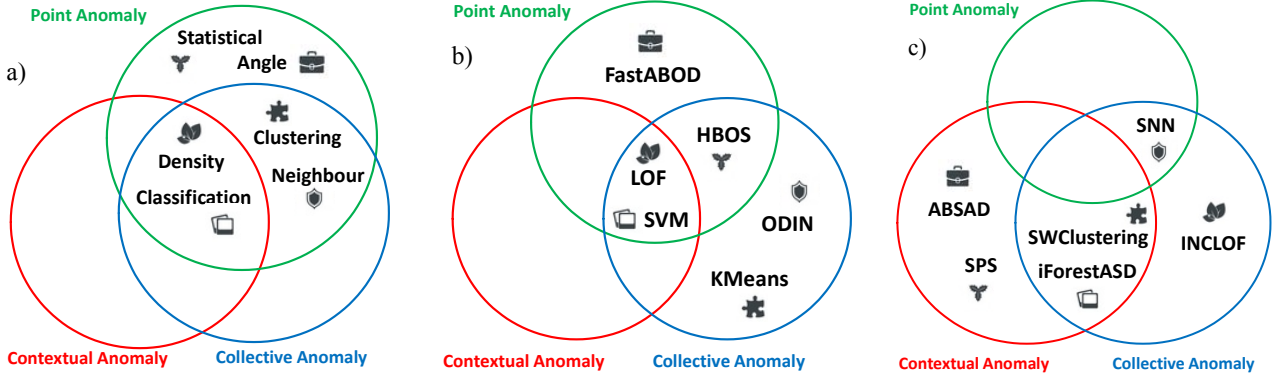 a)
Point Anomaly
Statistical
Angle
Clustering
Density
Neighbour
Classification
Contextual Anomaly
Collective Anomaly
b)
Point Anomaly
FastABOD
HBOS
LOF
SVM
ODIN
KMeans
Contextual Anomaly
Collective Anomaly
c)
Point Anomaly
SNN
ABSAD
SWClustering
INCLOF
SPS
iForestASD
Contextual Anomaly
Collective Anomaly